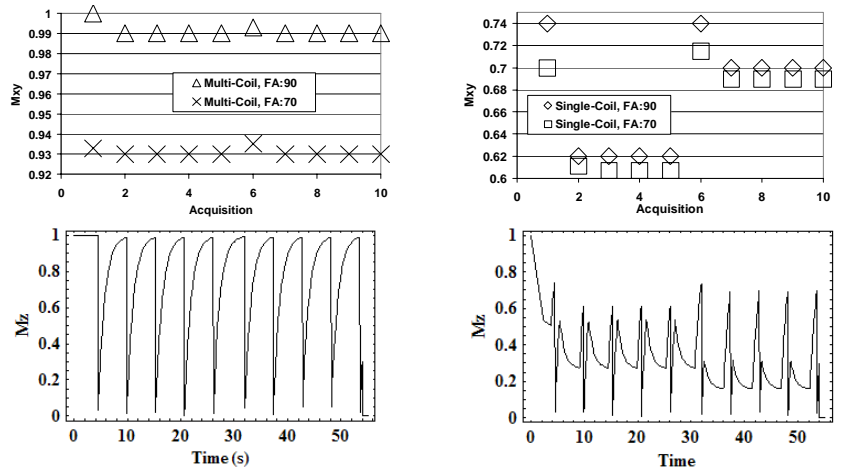 1
0.99
0.98
0.97
0.96
0.95
0.94
0.93
0.92
Mxy
Multi-Coil, FA:90
Multi-Coil, FA:70
0 2 4 6 8 10
Acquisition
0.74
0.72
0.7
0.68
0.66
0.64
0.62
0.6
Mxy
Single-Coil, FA:90
Single-Coil, FA:70
0 2 4 6 8 10
Acquisition
1
0.8
0.6
0.4
0.2
0
Mz
0 10 20 30 40 50
Time (s)
1
0.8
0.6
0.4
0.2
0
Mz
0 10 20 30 40 50
Time